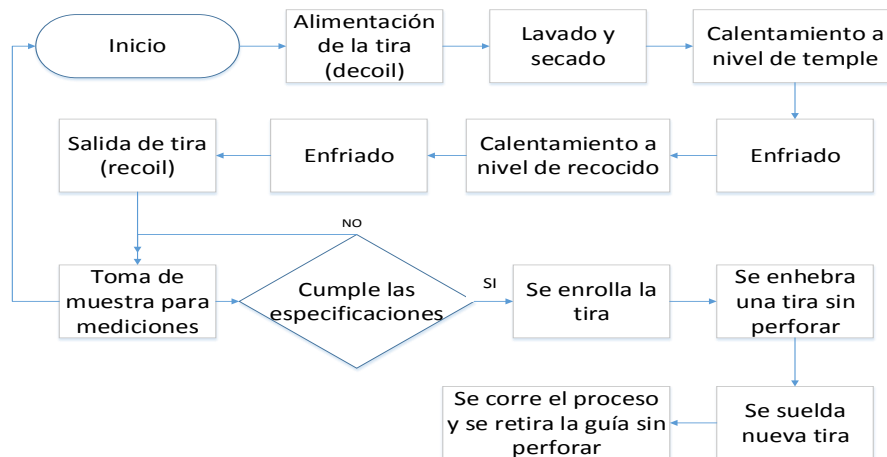 Inicio
Alimentación
de la tira
(decoil)
Lavado y
secado
Calentamiento a
nivel de temple
Salida de tira
(recoil)
Enfriado
Calentamiento a
nivel de recocido
Enfriado
NO
Toma de
muestra para
mediciones
Cumple las
especificaciones
SI
Se enrolla la
tira
Se enhebra
una tira sin
perforar
Se corre el proceso
y se retira la guía sin
perforar
Se suelda
nueva tira